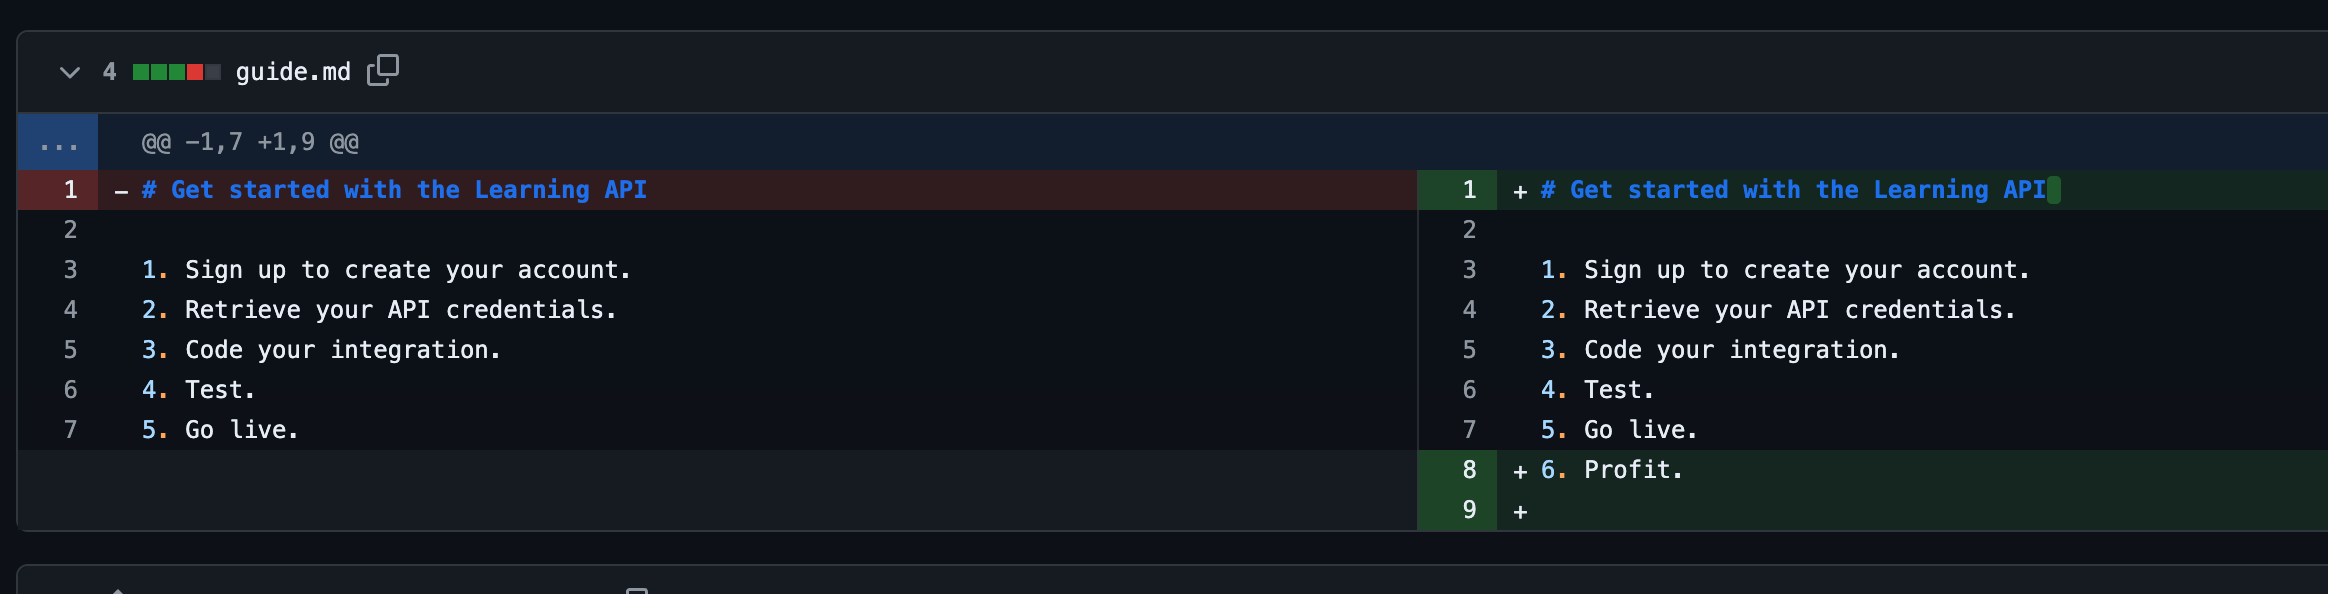 4 guide.md
... @@ -1,7 +1,9 @@
1 - # Get started with the Learning API
2
3 1. Sign up to create your account.
4 2. Retrieve your API credentials.
5 3. Code your integration.
6 4. Test.
7 5. Go live.
1 + # Get started with the Learning API
2
3 1. Sign up to create your account.
4 2. Retrieve your API credentials.
5 3. Code your integration.
6 4. Test.
7 5. Go live.
8 + 6. Profit.
9 +